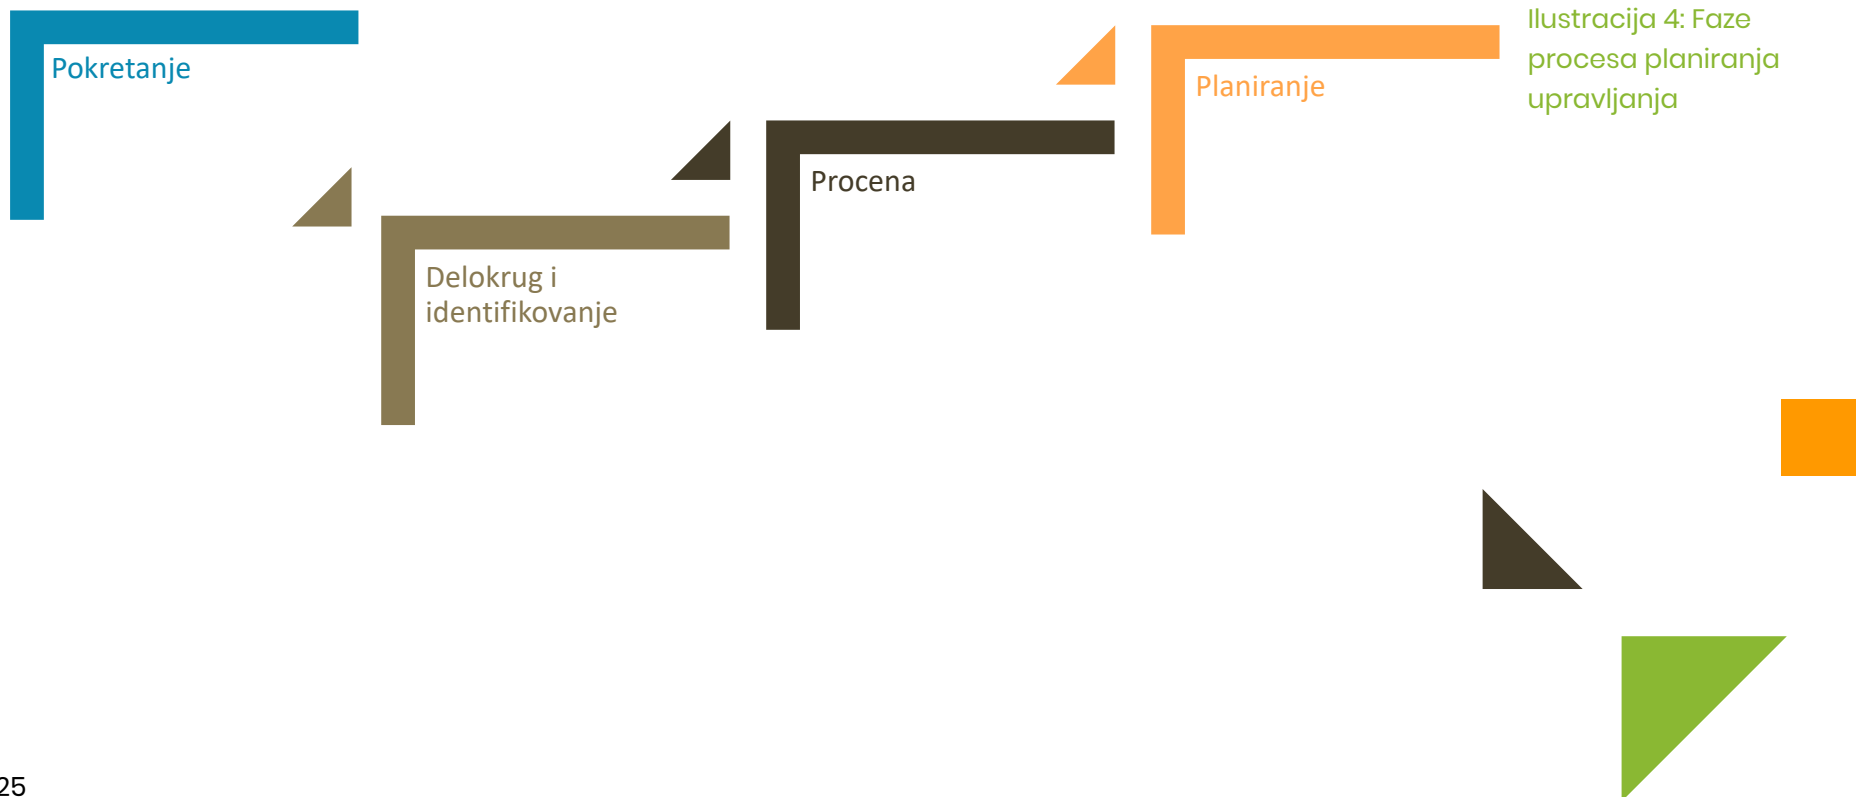 Pokretanje
Delokrug i
identifikovanje
Procena
Planiranje
Ilustracija 4: Faze
procesa planiranja
upravljanja
25